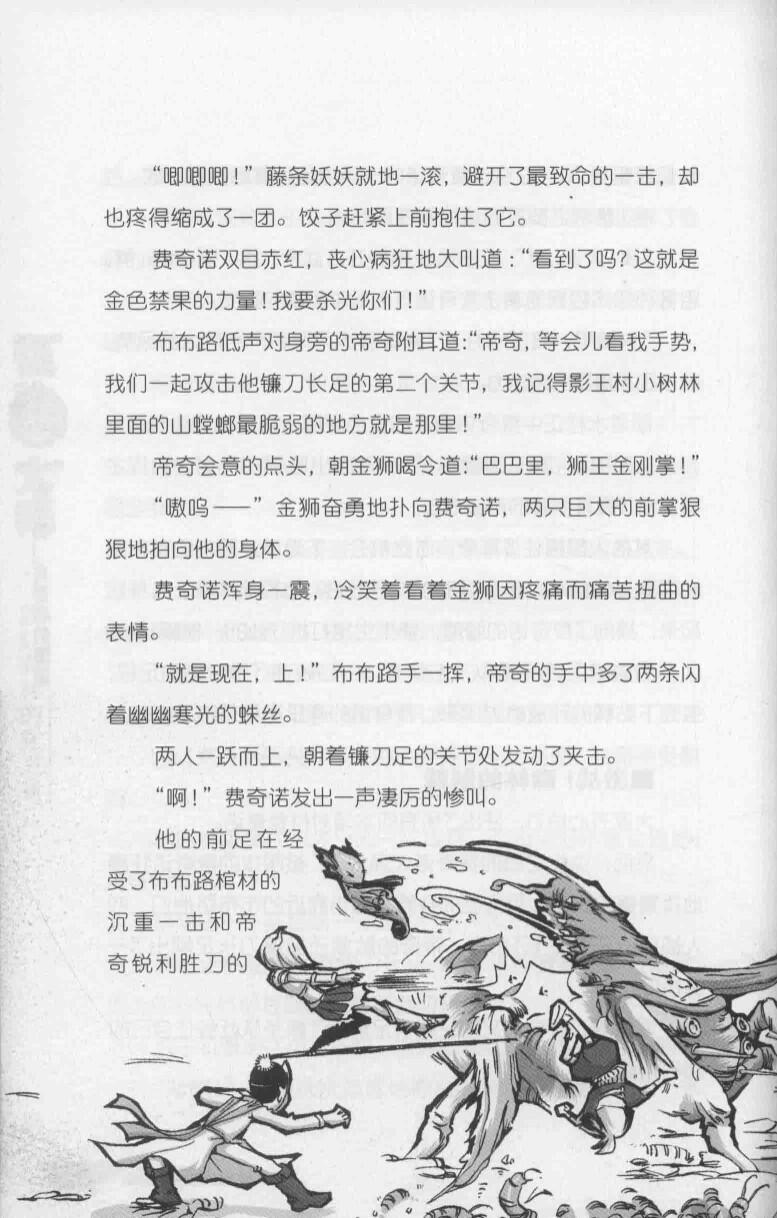 “唧唧唧！”藤条妖妖就地一滚，避开了最致命的一击，却
也疼得缩成了一团。饺子赶紧上前抱住了它。
费奇诺双目赤红，丧心病狂地大叫道：“看到了吗？这就是
金色禁果的力量！我要杀光你们！”
布布路低声对身旁的帝奇附耳道：“帝奇，等会儿看我手势，
我们一起攻击他镰刀长足的第二个关节，我记得影王村小树林
里面的山螳螂最脆弱的地方就是那里！”
帝奇会意的点头，朝金狮喝令道：“巴巴里，狮王金刚掌！”
“嗷呜——”金狮奋勇地扑向费奇诺，两只巨大的前掌狠
狠地拍向他的身体。
费奇诺浑身一震，冷笑着看着金狮因疼痛而痛苦扭曲的
表情。
“就是现在，上！”布布路手一挥，帝奇的手中多了两条闪
着幽幽寒光的蛛丝。
两人一跃而上，朝着镰刀足的关节处发动了夹击。
“啊！”费奇诺发出一声凄厉的惨叫。
他的前足在经
受了布布路棺材的
沉重一击和帝
奇锐利胜刀的